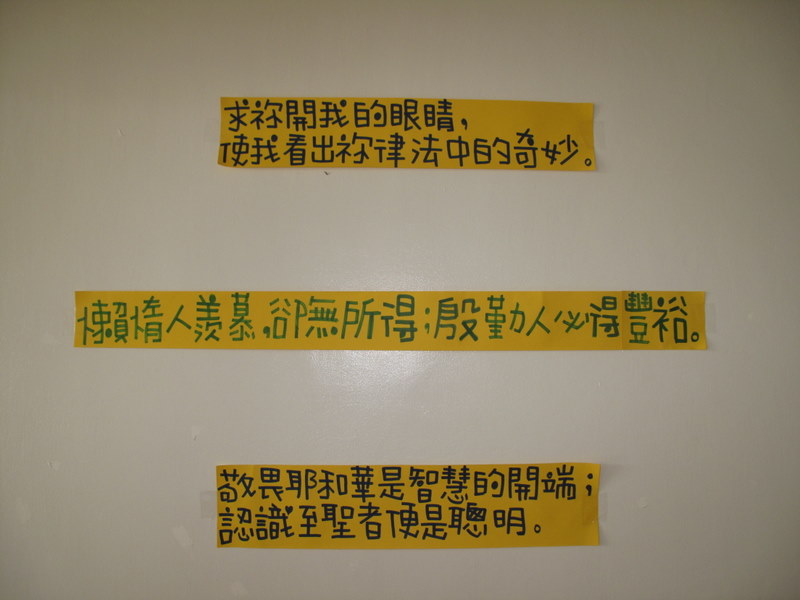 求祢開我的眼睛，
使我看出祢律法中的奇妙。
懶惰人羨慕，卻無所得；殷勤人必得豐裕。
敬畏耶和華是智慧的開端；
認識至聖者便是聰明。